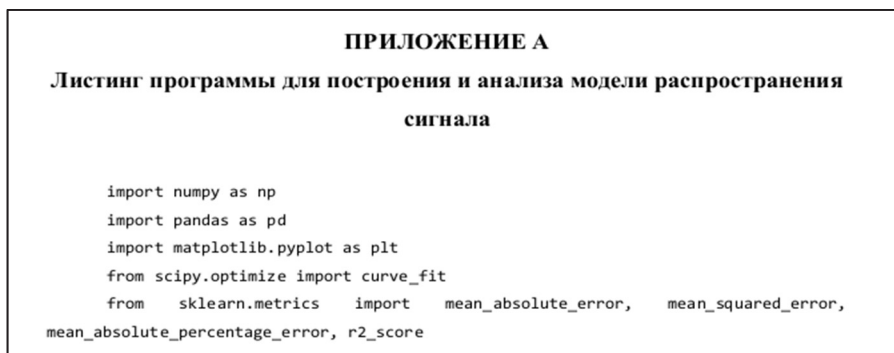 ПРИЛОЖЕНИЕ А
Листинг программы для построения и анализа модели распространения
сигнала
import numpy as np
import pandas as pd
import matplotlib.pyplot as plt
from scipy.optimize import curve_fit
from sklearn.metrics import mean_absolute_error, mean_squared_error,
mean_absolute_percentage_error, r2_score